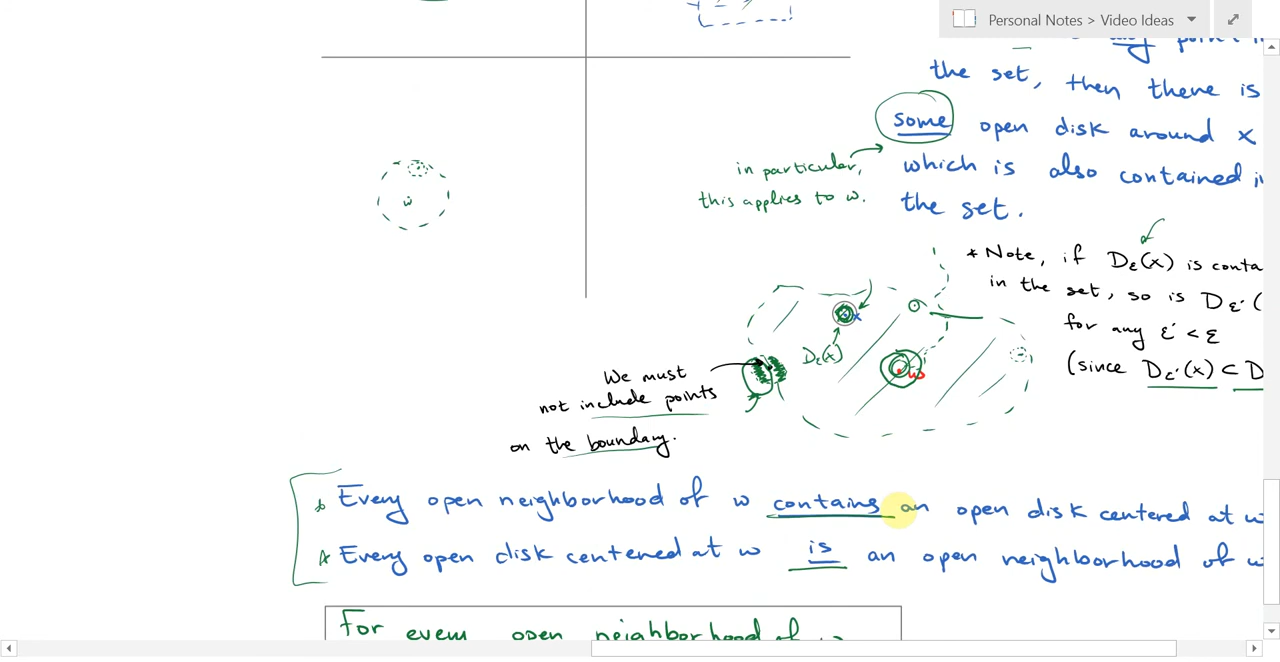 Personal Notes > Video Ideas
the set, then there is
some open disk around x
in particular,
this applies to w.
which is also contained i
the set.
w
* Note, if Dε(x) is conta
in the set, so is Dε'(
for any ε' < ε
(since Dε'(x) ⊂ D
x
Dε(x)
w
We must
not include points
on the boundary.
Every open neighborhood of w contains an open disk centered at w
Every open disk centered at w is an open neighborhood of w
For every open neighborhood of w